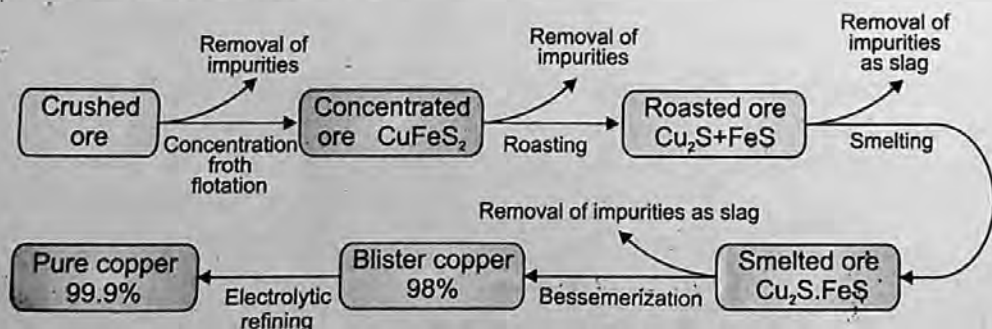 Removal of
impurities
Removal of
impurities
Removal of
impurities
as slag
Crushed
ore
Concentration
froth
flotation
Concentrated
ore CuFeS₂
Roasting
Roasted ore
Cu₂S+FeS
Smelting
Removal of impurities as slag
Pure copper
99.9%
Electrolytic
refining
Blister copper
98%
Bessemerization
Smelted ore
Cu₂S.FeS